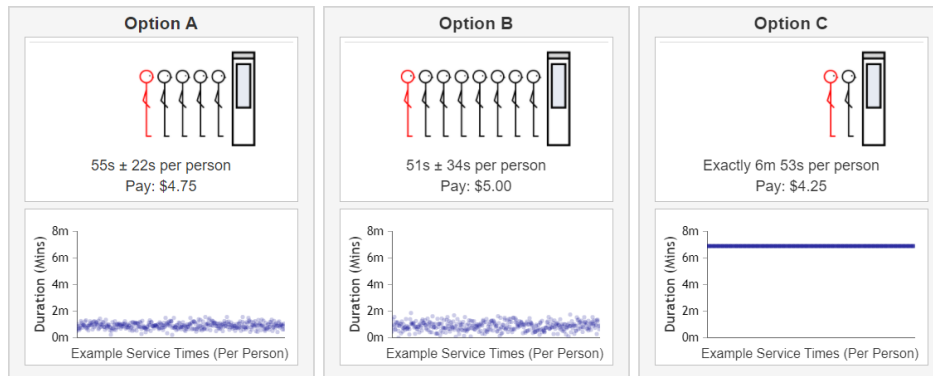 Option A
55s ± 22s per person
Pay: $4.75
Duration (Mins)
8m
6m
4m
2m
0m
Example Service Times (Per Person)
Option B
51s ± 34s per person
Pay: $5.00
Duration (Mins)
8m
6m
4m
2m
0m
Example Service Times (Per Person)
Option C
Exactly 6m 53s per person
Pay: $4.25
Duration (Mins)
8m
6m
4m
2m
0m
Example Service Times (Per Person)